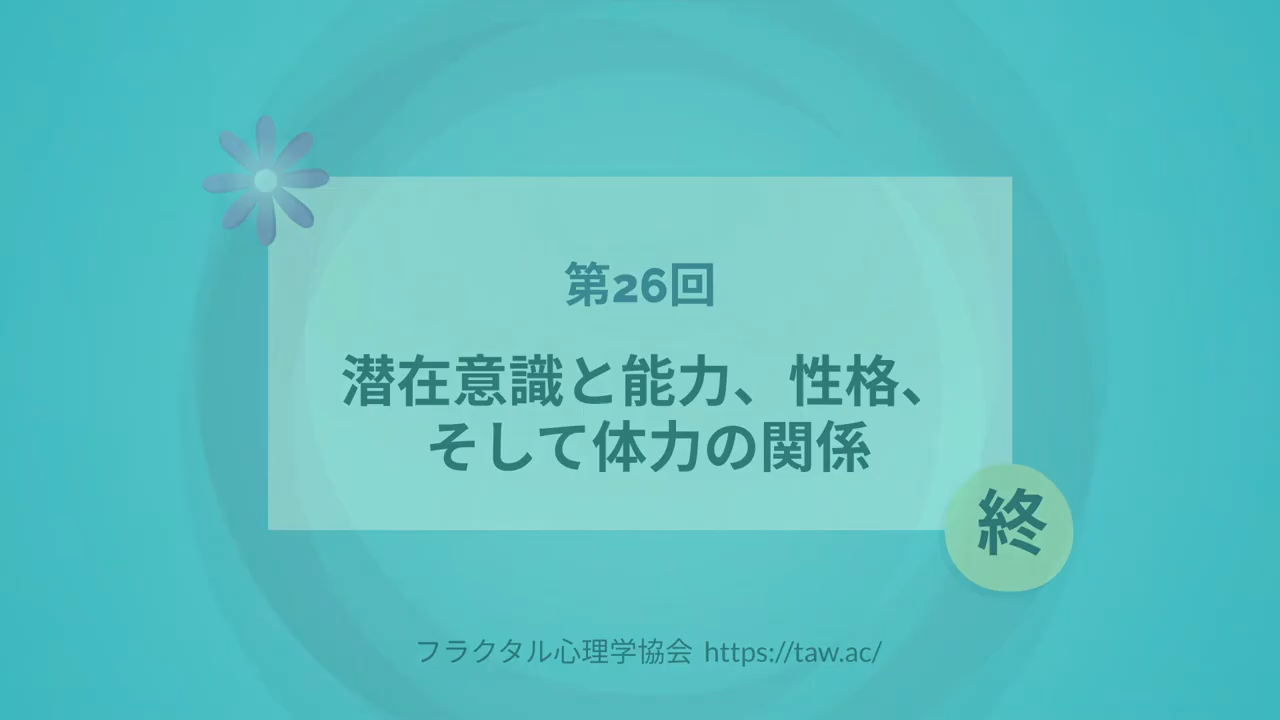 第26回
潜在意識と能力、性格、
そして体力の関係
終
フラクタル心理学協会 https://taw.ac/